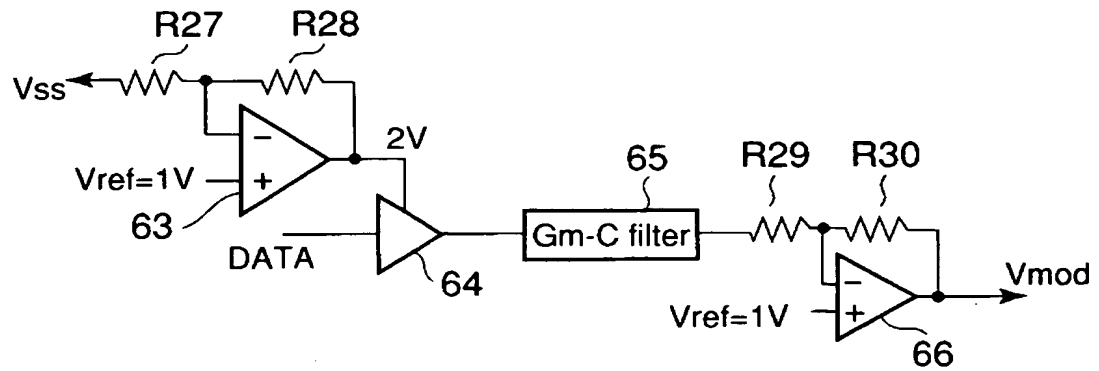 R27
R28
Vss
−
2V
Vref=1V
+
63
DATA
64
65
Gm-C filter
R29
R30
−
Vmod
Vref=1V
+
66